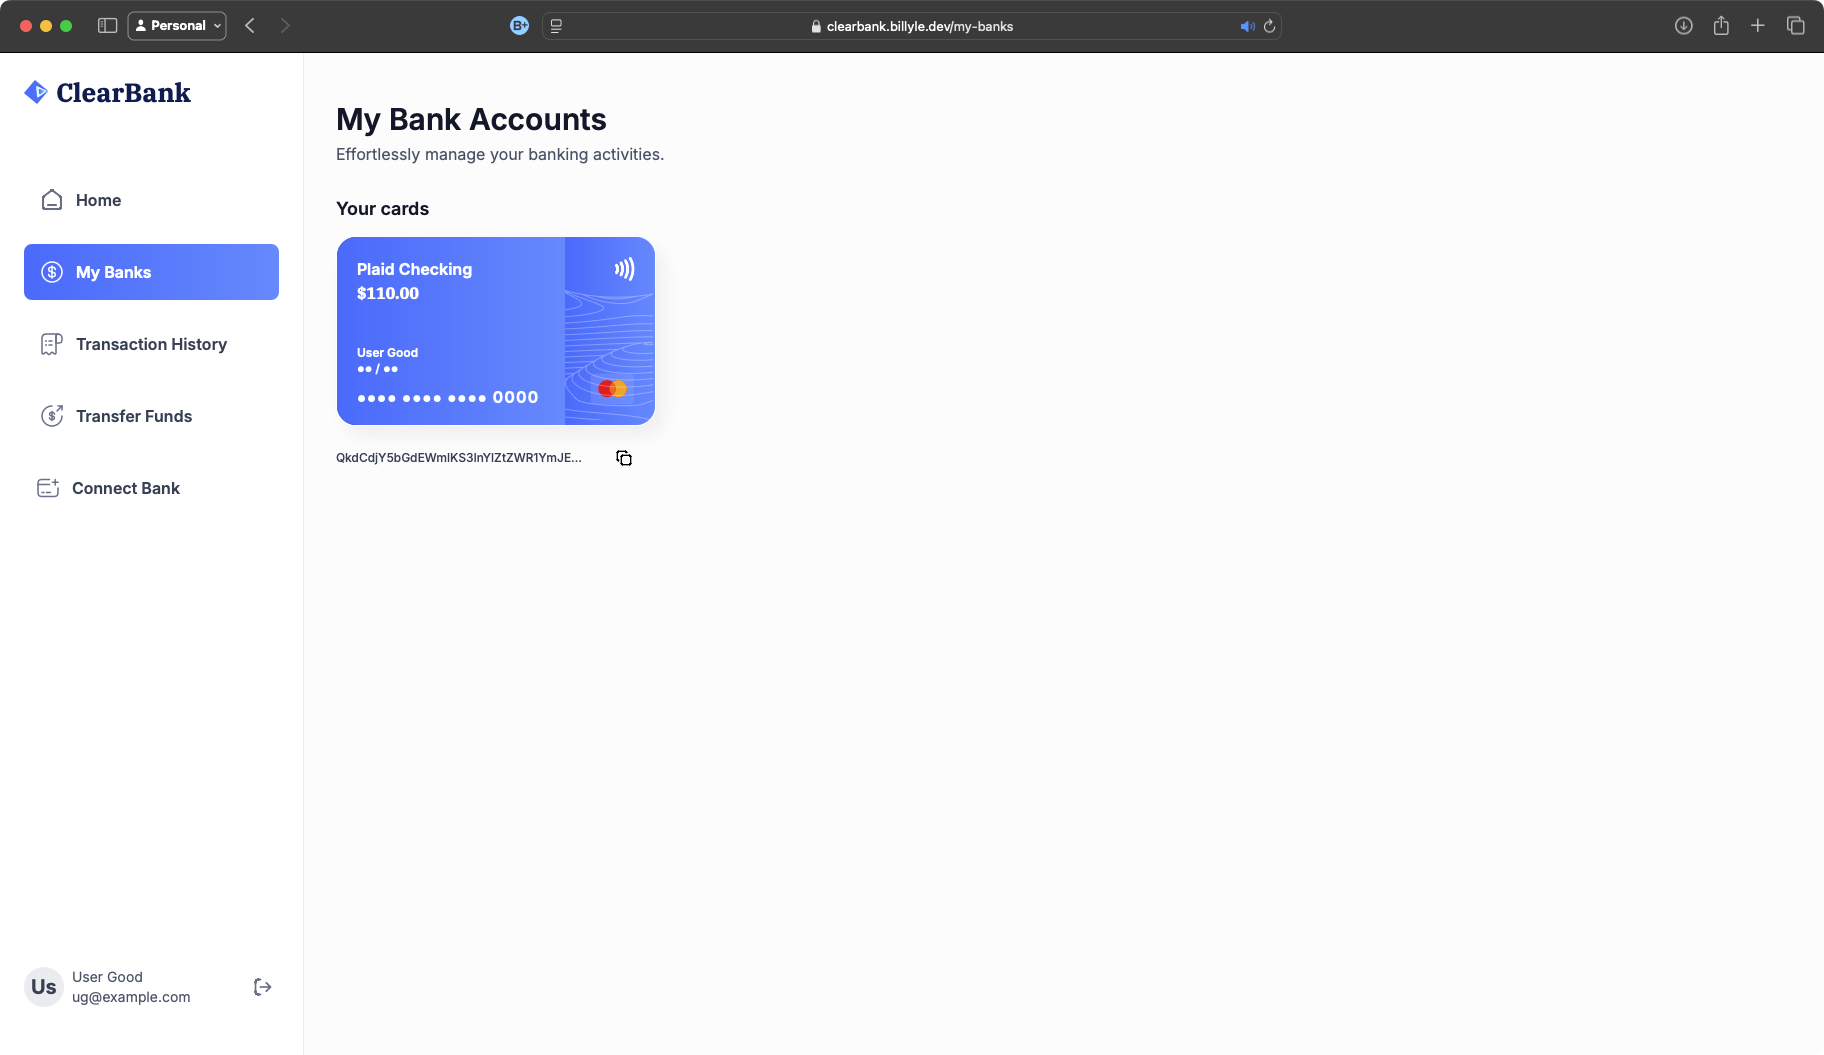 Personal
B+
clearbank.billyle.dev/my-banks
ClearBank
Home
My Banks
Transaction History
Transfer Funds
Connect Bank
My Bank Accounts
Effortlessly manage your banking activities.
Your cards
Plaid Checking
$110.00
User Good
●● / ●●
●●●● ●●●● ●●●● 0000
Us
User Good
ug@example.com